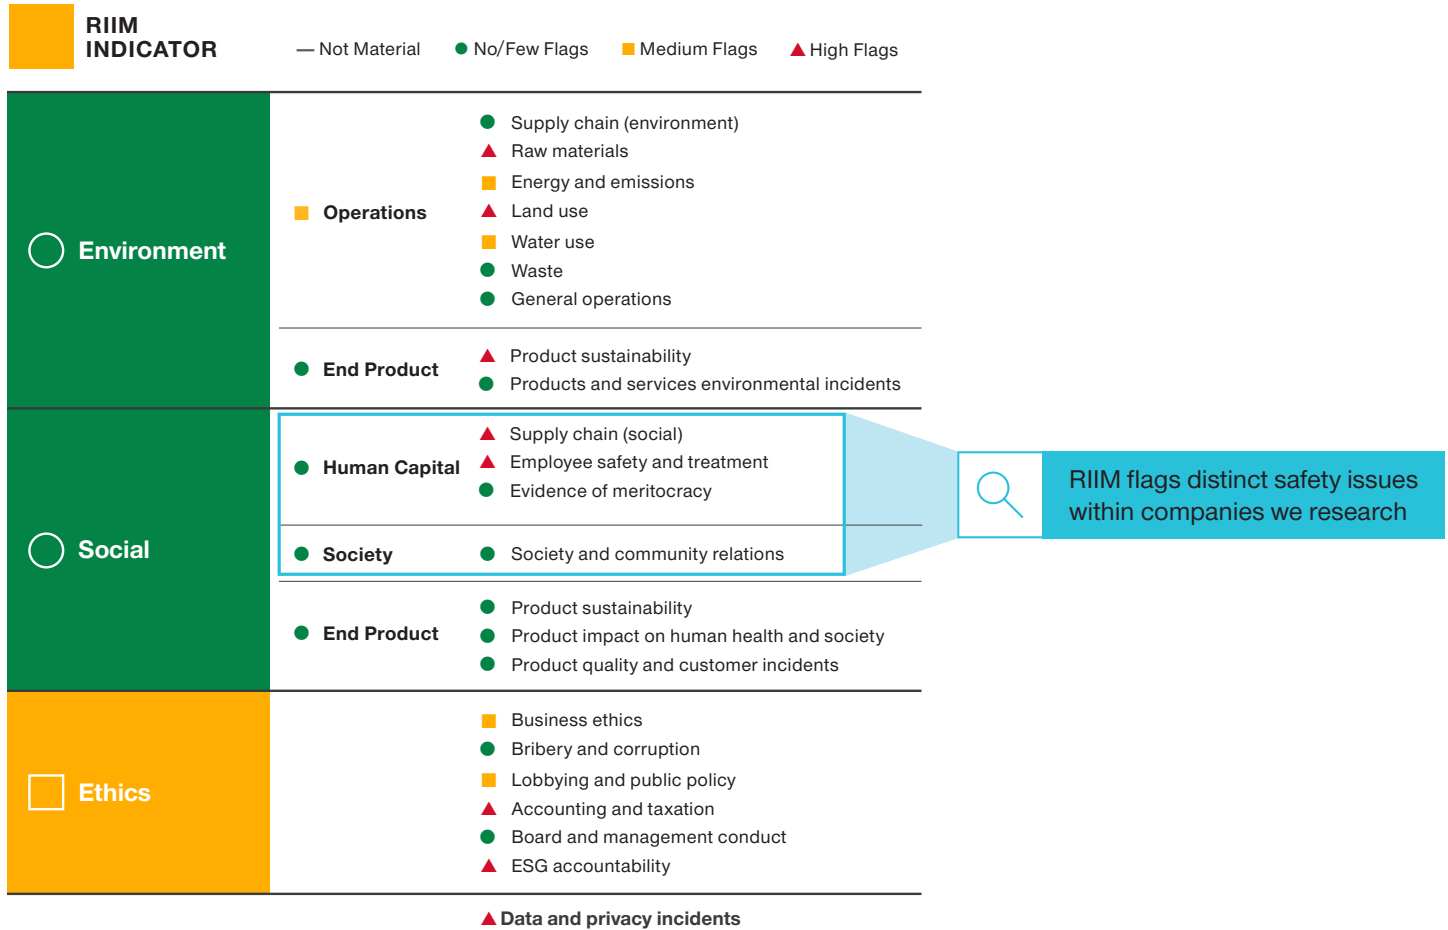 RIIM
INDICATOR
— Not Material
No/Few Flags
Medium Flags
High Flags
Environment
Operations
Supply chain (environment)
Raw materials
Energy and emissions
Land use
Water use
Waste
General operations
End Product
Product sustainability
Products and services environmental incidents
Social
Human Capital
Supply chain (social)
Employee safety and treatment
Evidence of meritocracy
Society
Society and community relations
End Product
Product sustainability
Product impact on human health and society
Product quality and customer incidents
RIIM flags distinct safety issues
within companies we research
Ethics
Business ethics
Bribery and corruption
Lobbying and public policy
Accounting and taxation
Board and management conduct
ESG accountability
Data and privacy incidents